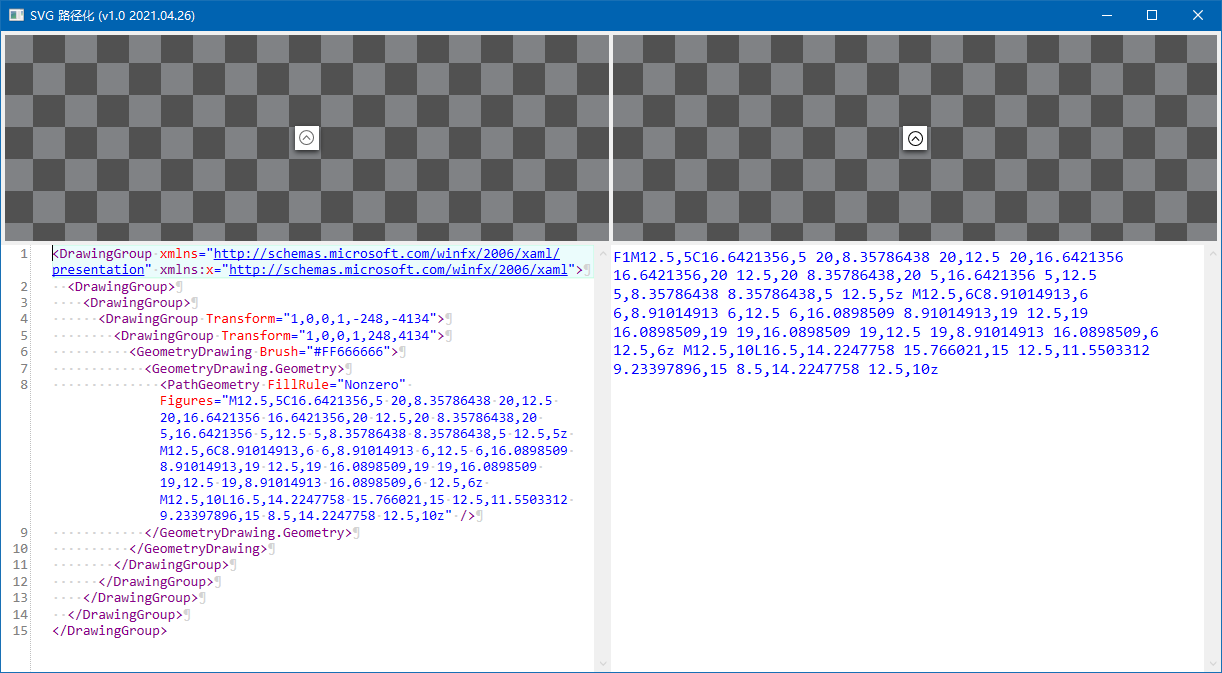 SVG 路径化 (v1.0 2021.04.26)
1 <DrawingGroup xmlns="http://schemas.microsoft.com/winfx/2006/xaml/
presentation" xmlns:x="http://schemas.microsoft.com/winfx/2006/xaml">¶
2 ··<DrawingGroup>¶
3 ····<DrawingGroup>¶
4 ······<DrawingGroup Transform="1,0,0,1,-248,-4134">¶
5 ········<DrawingGroup Transform="1,0,0,1,248,4134">¶
6 ··········<GeometryDrawing Brush="#FF666666">¶
7 ············<GeometryDrawing.Geometry>¶
8 ··············<PathGeometry FillRule="Nonzero"
Figures="M12.5,5C16.6421356,5 20,8.35786438 20,12.5
20,16.6421356 16.6421356,20 12.5,20 8.35786438,20
5,16.6421356 5,12.5 5,8.35786438 8.35786438,5 12.5,5z
M12.5,6C8.91014913,6 6,8.91014913 6,12.5 6,16.0898509
8.91014913,19 12.5,19 16.0898509,19 19,16.0898509
19,12.5 19,8.91014913 16.0898509,6 12.5,6z
M12.5,10L16.5,14.2247758 15.766021,15 12.5,11.5503312
9.23397896,15 8.5,14.2247758 12.5,10z" />¶
9 ············</GeometryDrawing.Geometry>¶
10 ··········</GeometryDrawing>¶
11 ········</DrawingGroup>¶
12 ······</DrawingGroup>¶
13 ····</DrawingGroup>¶
14 ··</DrawingGroup>¶
15 </DrawingGroup>
F1M12.5,5C16.6421356,5 20,8.35786438 20,12.5 20,16.6421356
16.6421356,20 12.5,20 8.35786438,20 5,16.6421356 5,12.5
5,8.35786438 8.35786438,5 12.5,5z M12.5,6C8.91014913,6
6,8.91014913 6,12.5 6,16.0898509 8.91014913,19 12.5,19
16.0898509,19 19,16.0898509 19,12.5 19,8.91014913 16.0898509,6
12.5,6z M12.5,10L16.5,14.2247758 15.766021,15 12.5,11.5503312
9.23397896,15 8.5,14.2247758 12.5,10z